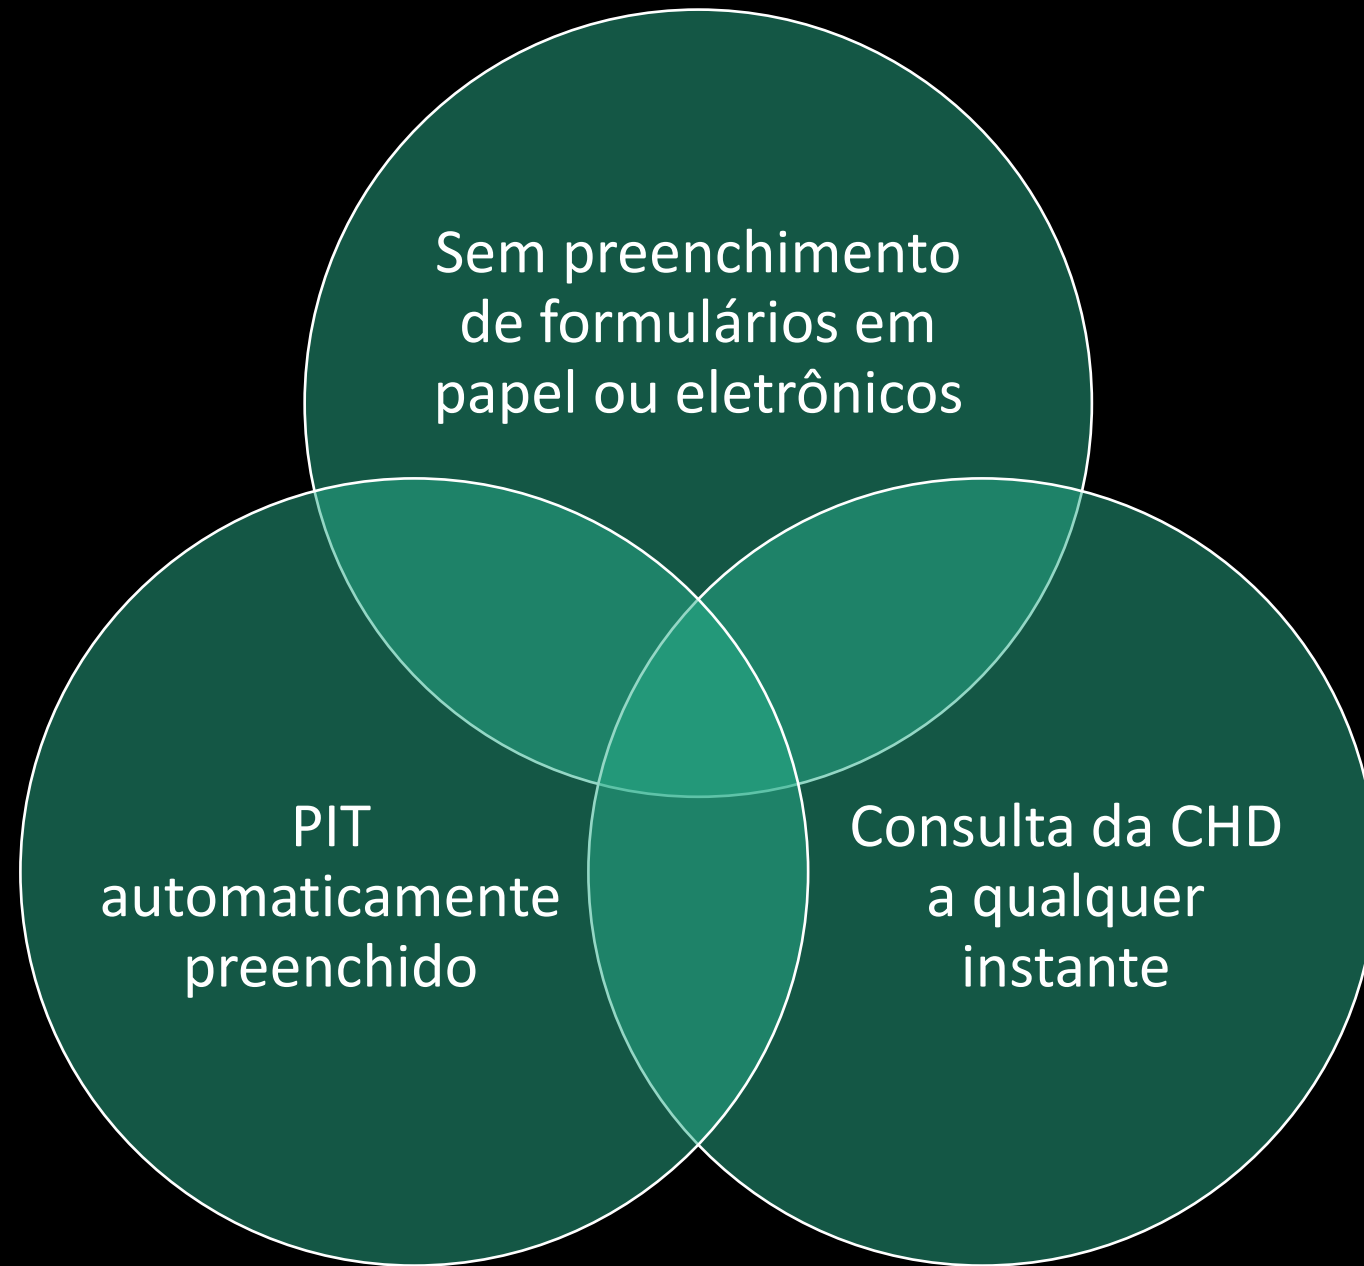 Sem preenchimento
de formulários em
papel ou eletrônicos
PIT
automaticamente
preenchido
Consulta da CHD
a qualquer
instante